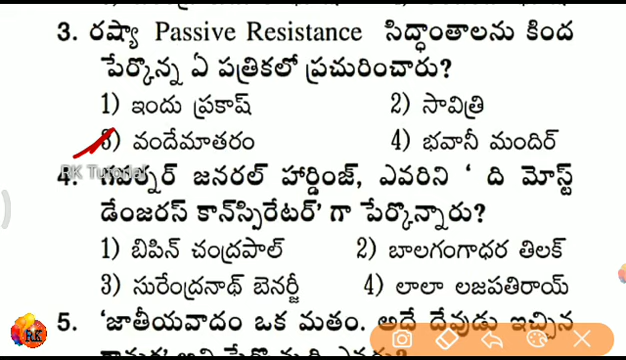 3. రష్యా Passive Resistance సిద్ధాంతాలను కింద
పేర్కొన్న ఏ పత్రికలో ప్రచురించారు?
1) ఇందు ప్రకాష్ 2) సావిత్రి
3) వందేమాతరం 4) భవానీ మందిర్
RK Tutorial
4. గవర్నర్ జనరల్ హార్డింజ్, ఎవరిని ‘ ది మోస్ట్
డేంజరస్ కాన్‌స్పిరేటర్’ గా పేర్కొన్నారు?
1) బిపిన్ చంద్రపాల్ 2) బాలగంగాధర తిలక్
3) సురేంద్రనాథ్ బెనర్జీ 4) లాలా లజపతిరాయ్
5. ‘జాతీయవాదం ఒక మతం. అదే దేవుడు ఇచ్చిన
RK